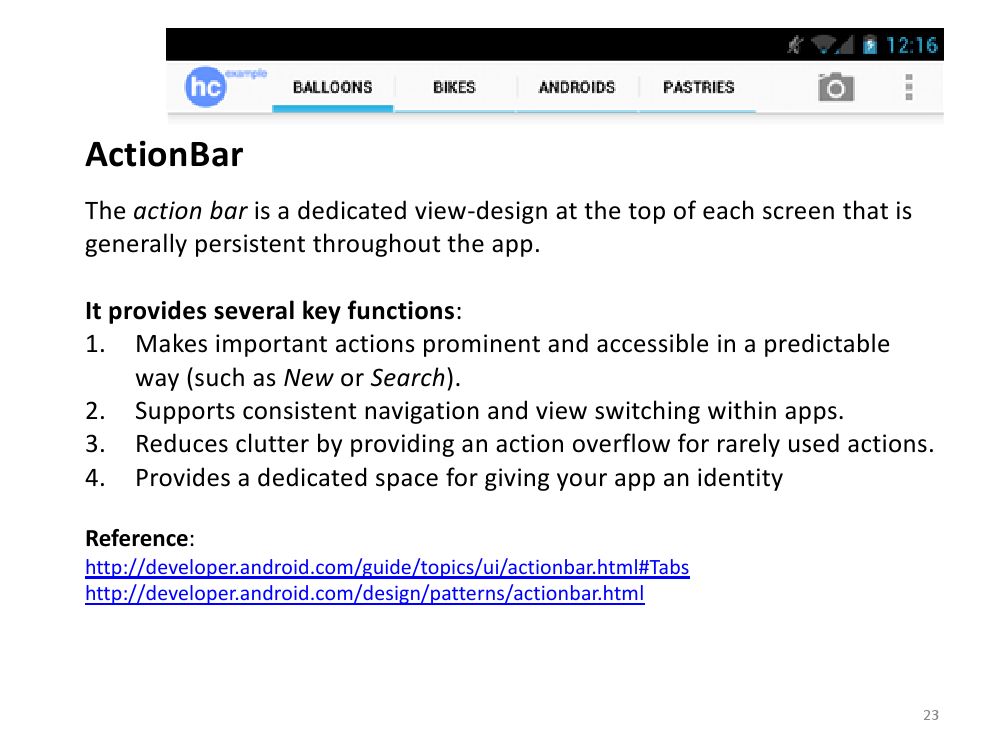 12:16
hc example BALLOONS BIKES ANDROIDS PASTRIES
ActionBar
The action bar is a dedicated view-design at the top of each screen that is
generally persistent throughout the app.
It provides several key functions:
1. Makes important actions prominent and accessible in a predictable
way (such as New or Search).
2. Supports consistent navigation and view switching within apps.
3. Reduces clutter by providing an action overflow for rarely used actions.
4. Provides a dedicated space for giving your app an identity
Reference:
http://developer.android.com/guide/topics/ui/actionbar.html#Tabs
http://developer.android.com/design/patterns/actionbar.html
23